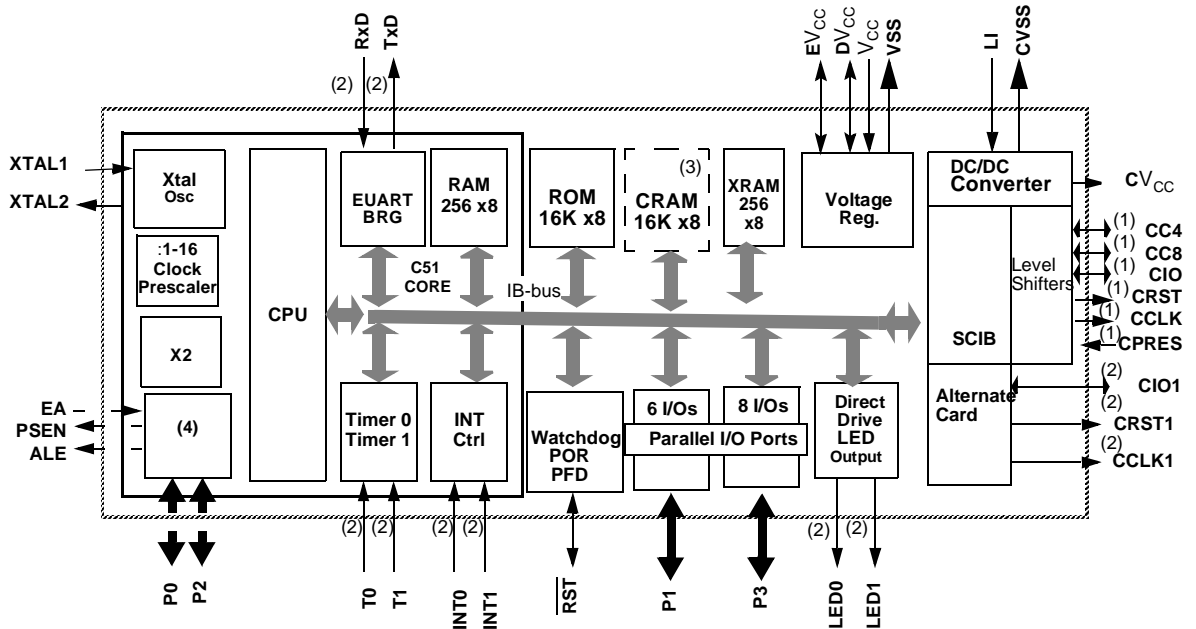 RxD
TxD
EVCC
DVCC
VCC
VSS
LI
CVSS
(2)
(2)
XTAL1
XTAL2
Xtal
Osc
:1-16
Clock
Prescaler
X2
(4)
EA
PSEN
ALE
CPU
EUART
BRG
RAM
256 x8
C51
CORE
IB-bus
ROM
16K x8
(3)
CRAM
16K x8
XRAM
256
x8
Voltage
Reg.
DC/DC
Converter
CVCC
Level
Shifters
SCIB
Alternate
Card
(1)
CC4
(1)
CC8
(1)
CIO
(1)
CRST
(1)
CCLK
(1)
CPRES
(2)
CIO1
(2)
CRST1
(2)
CCLK1
Timer 0
Timer 1
INT
Ctrl
Watchdog
POR
PFD
6 I/Os
8 I/Os
Parallel I/O Ports
Direct
Drive
LED
Output
(2)
(2)
(2)
(2)
(2)
(2)
P0
P2
T0
T1
INT0
INT1
RST
P1
P3
LED0
LED1